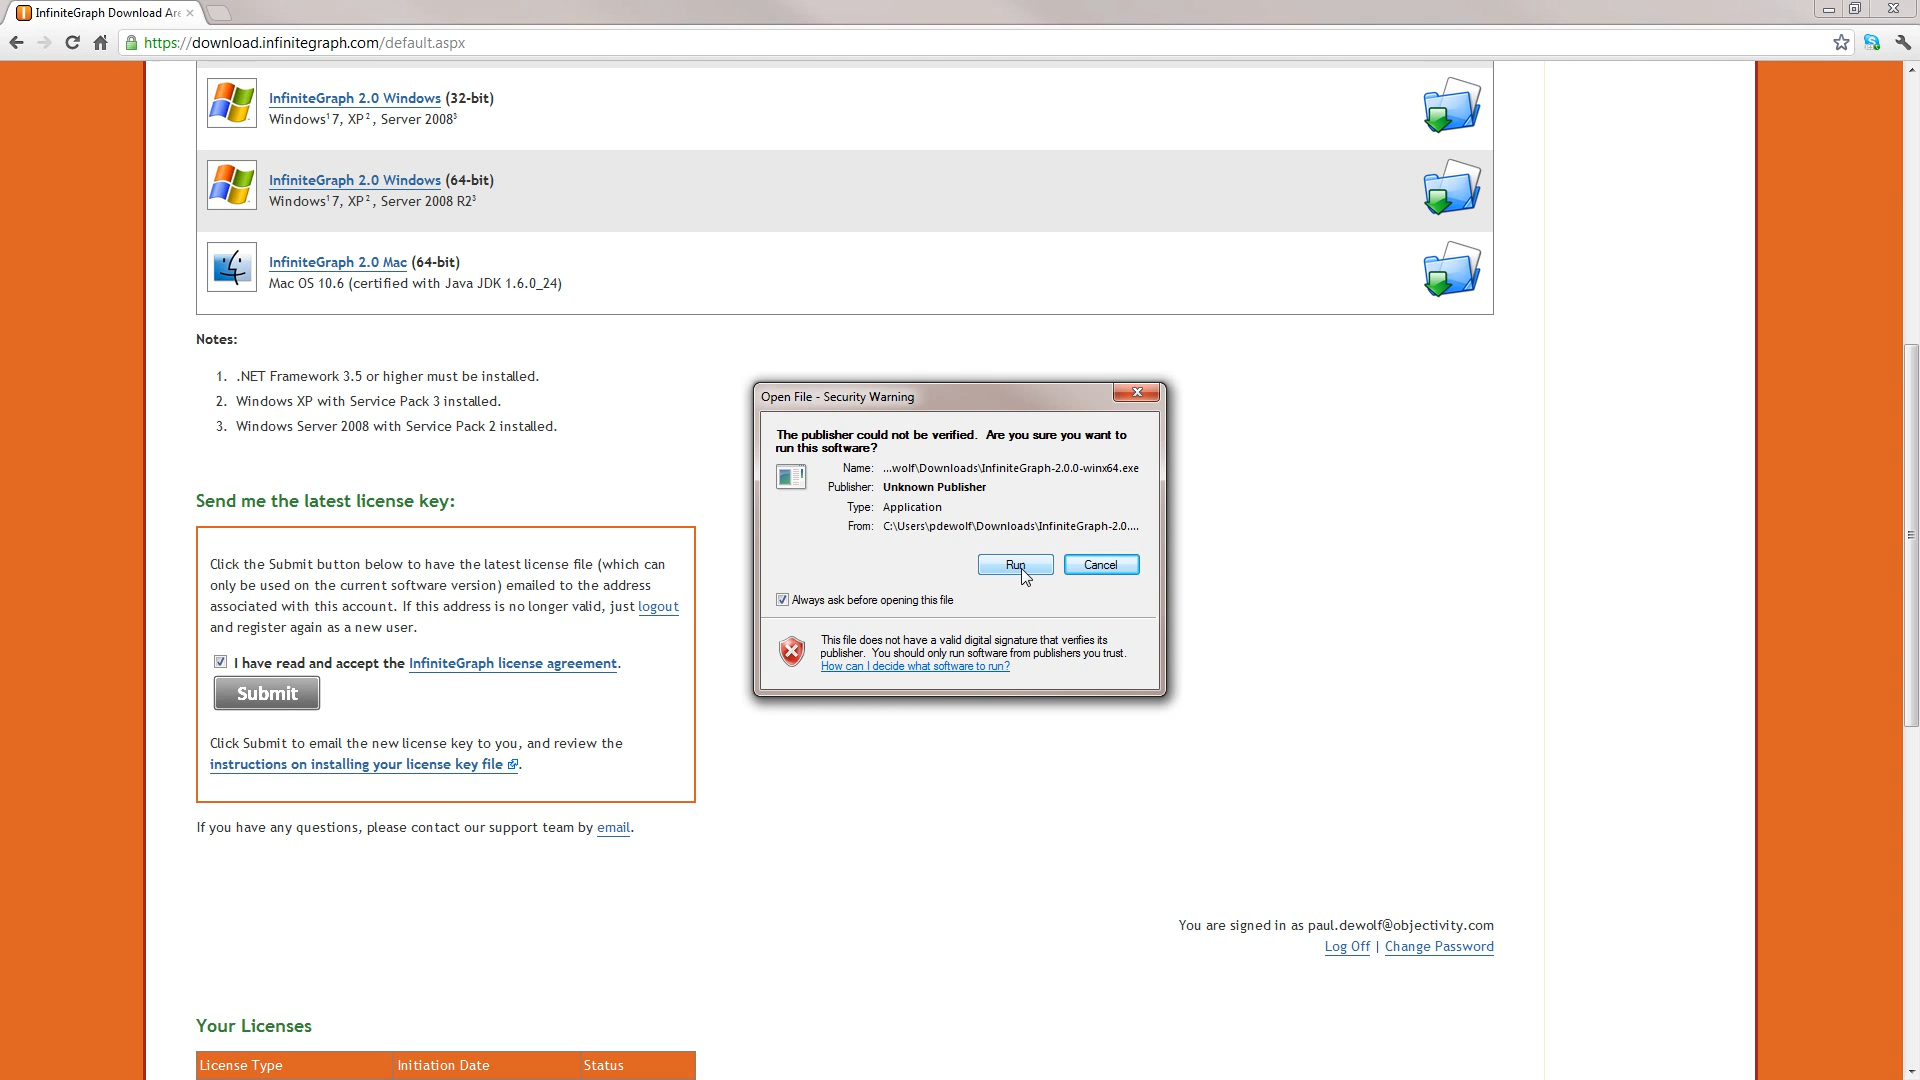 InfiniteGraph Download Are
https://download.infinitegraph.com/default.aspx
InfiniteGraph 2.0 Windows (32-bit)
Windows¹ 7, XP², Server 2008³
InfiniteGraph 2.0 Windows (64-bit)
Windows¹ 7, XP², Server 2008 R2³
InfiniteGraph 2.0 Mac (64-bit)
Mac OS 10.6 (certified with Java JDK 1.6.0_24)
Notes:
1. .NET Framework 3.5 or higher must be installed.
2. Windows XP with Service Pack 3 installed.
3. Windows Server 2008 with Service Pack 2 installed.
Send me the latest license key:
Click the Submit button below to have the latest license file (which can
only be used on the current software version) emailed to the address
associated with this account. If this address is no longer valid, just logout
and register again as a new user.
I have read and accept the InfiniteGraph license agreement.
Submit
Click Submit to email the new license key to you, and review the
instructions on installing your license key file.
If you have any questions, please contact our support team by email.
Open File - Security Warning
The publisher could not be verified. Are you sure you want to
run this software?
Name: ...wolf\Downloads\InfiniteGraph-2.0.0-winx64.exe
Publisher: Unknown Publisher
Type: Application
From: C:\Users\pdewolf\Downloads\InfiniteGraph-2.0....
Run
Cancel
Always ask before opening this file
This file does not have a valid digital signature that verifies its
publisher. You should only run software from publishers you trust.
How can I decide what software to run?
You are signed in as paul.dewolf@objectivity.com
Log Off | Change Password
Your Licenses
License Type Initiation Date Status